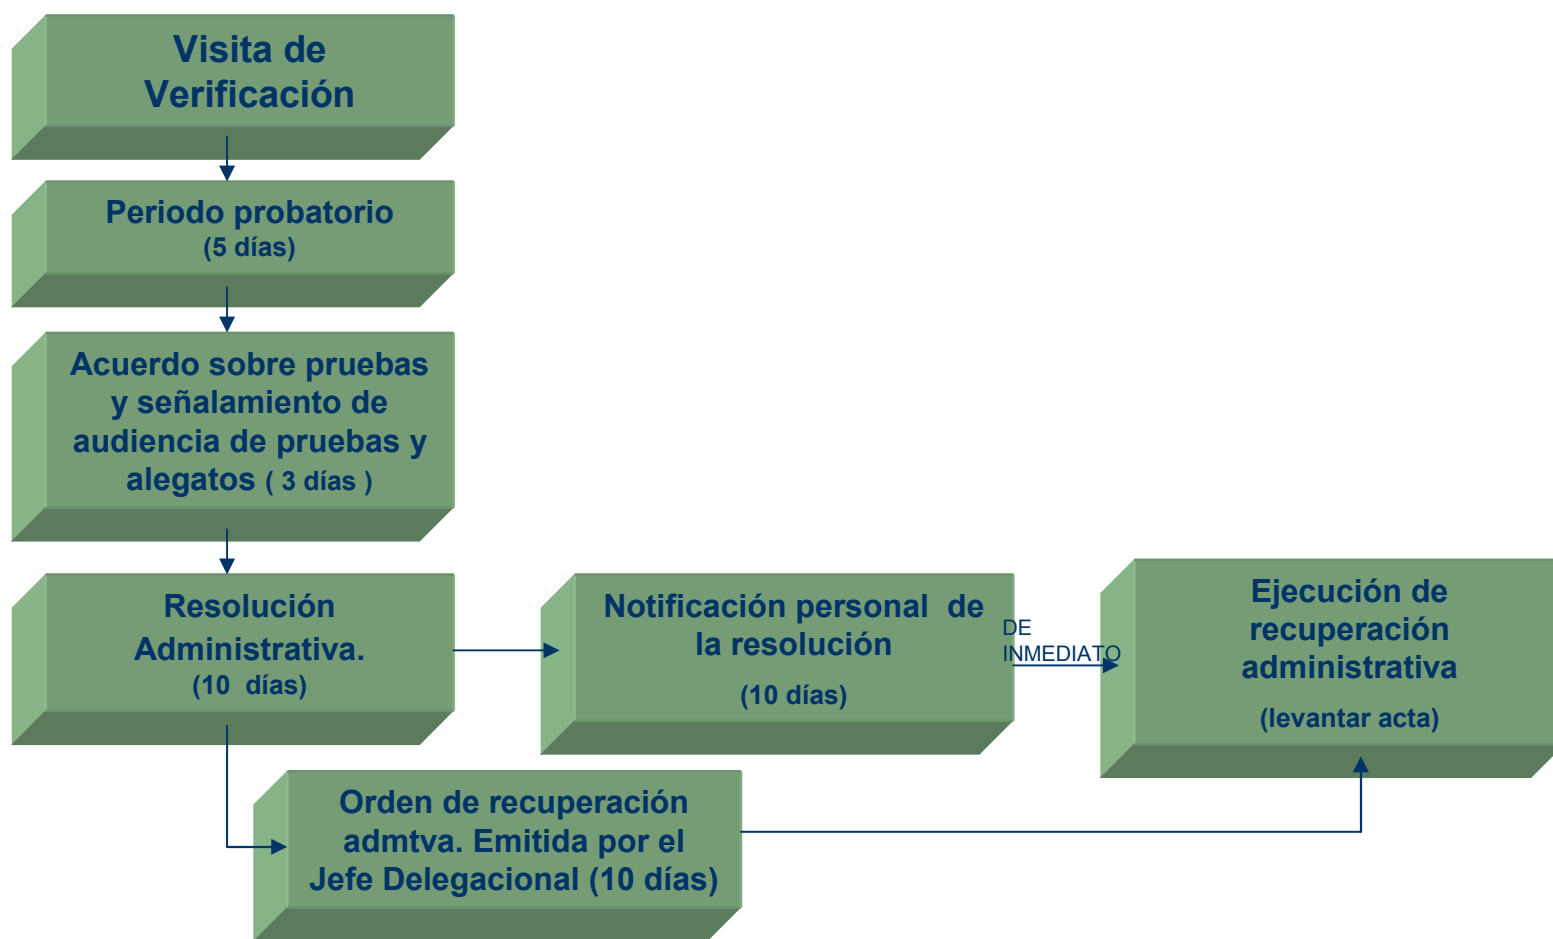 Visita de
Verificación
Periodo probatorio
(5 días)
Acuerdo sobre pruebas
y señalamiento de
audiencia de pruebas y
alegatos ( 3 días )
Resolución
Administrativa.
(10 días)
Notificación personal de
la resolución
(10 días)
DE
INMEDIATO
Ejecución de
recuperación
administrativa
(levantar acta)
Orden de recuperación
admtva. Emitida por el
Jefe Delegacional (10 días)